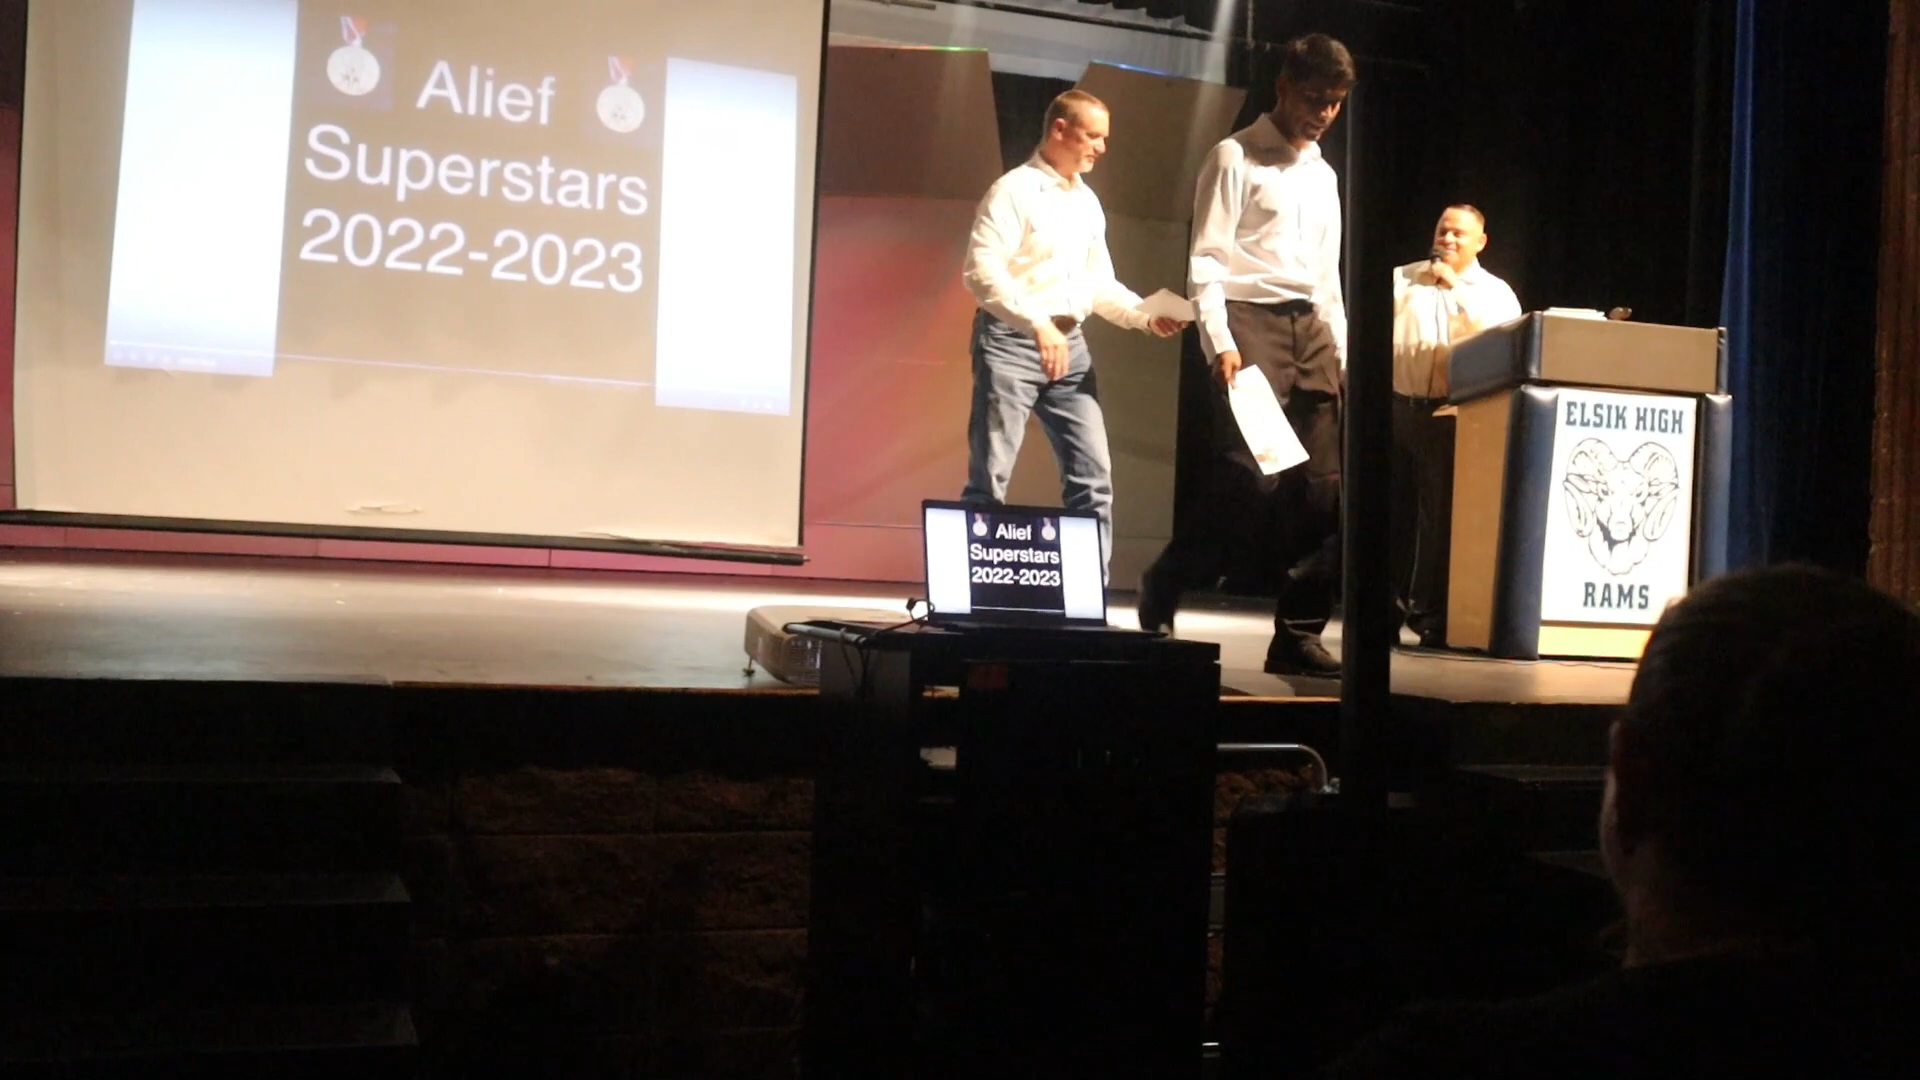 Alief
Superstars
2022-2023
Alief
Superstars
2022-2023
ELSIK HIGH
RAMS